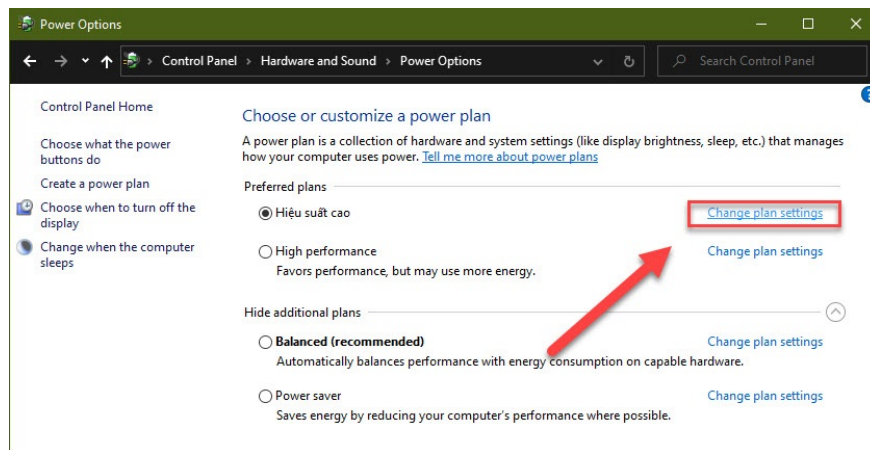 Power Options
Control Panel > Hardware and Sound > Power Options
Search Control Panel
Control Panel Home
Choose what the power
buttons do
Create a power plan
Choose when to turn off the
display
Change when the computer
sleeps
Choose or customize a power plan
A power plan is a collection of hardware and system settings (like display brightness, sleep, etc.) that manages
how your computer uses power. Tell me more about power plans
Preferred plans
Hiệu suất cao Change plan settings
High performance Change plan settings
Favors performance, but may use more energy.
Hide additional plans
Balanced (recommended) Change plan settings
Automatically balances performance with energy consumption on capable hardware.
Power saver Change plan settings
Saves energy by reducing your computer's performance where possible.